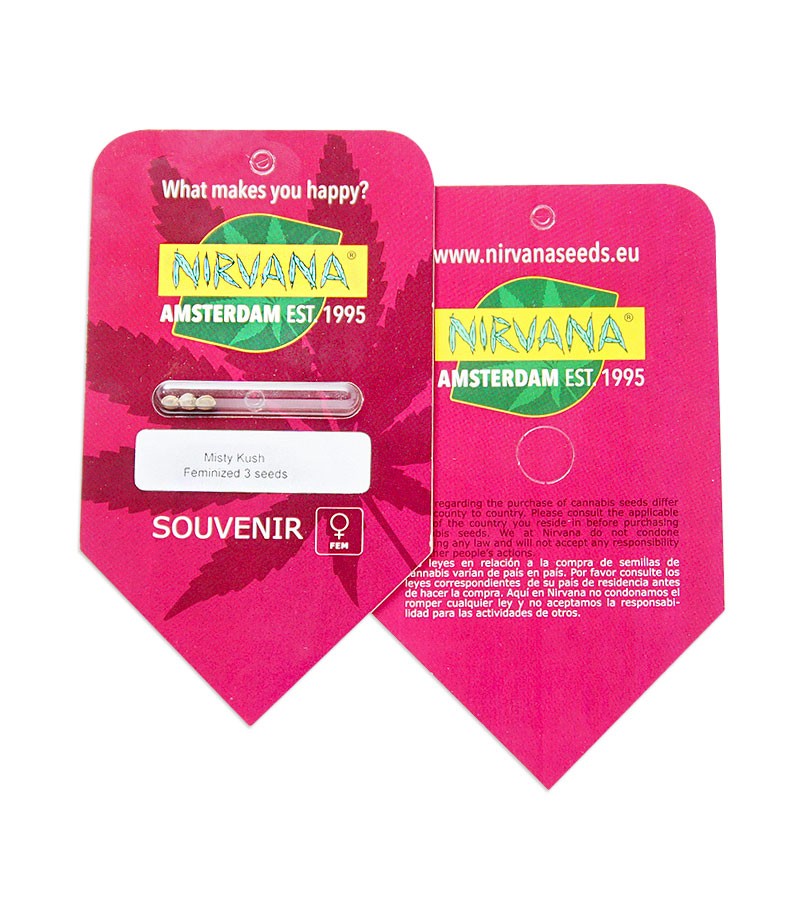 What makes you happy?
NIRVANA®
AMSTERDAM EST. 1995
Misty Kush
Feminized 3 seeds
SOUVENIR
FEM
www.nirvanaseeds.eu
NIRVANA®
AMSTERDAM EST. 1995
regarding the purchase of cannabis seeds differ
county to country. Please consult the applicable
of the country you reside in before purchasing
seeds. We at Nirvana do not condone
any law and will not accept any responsibility
people's actions.
leyes en relación a la compra de semillas de
cannabis varían de país en país. Por favor consulte los
leyes correspondientes de su país de residencia antes
de hacer la compra. Aquí en Nirvana no condonamos el
romper cualquier ley y no aceptamos la responsabi-
lidad para las actividades de otros.